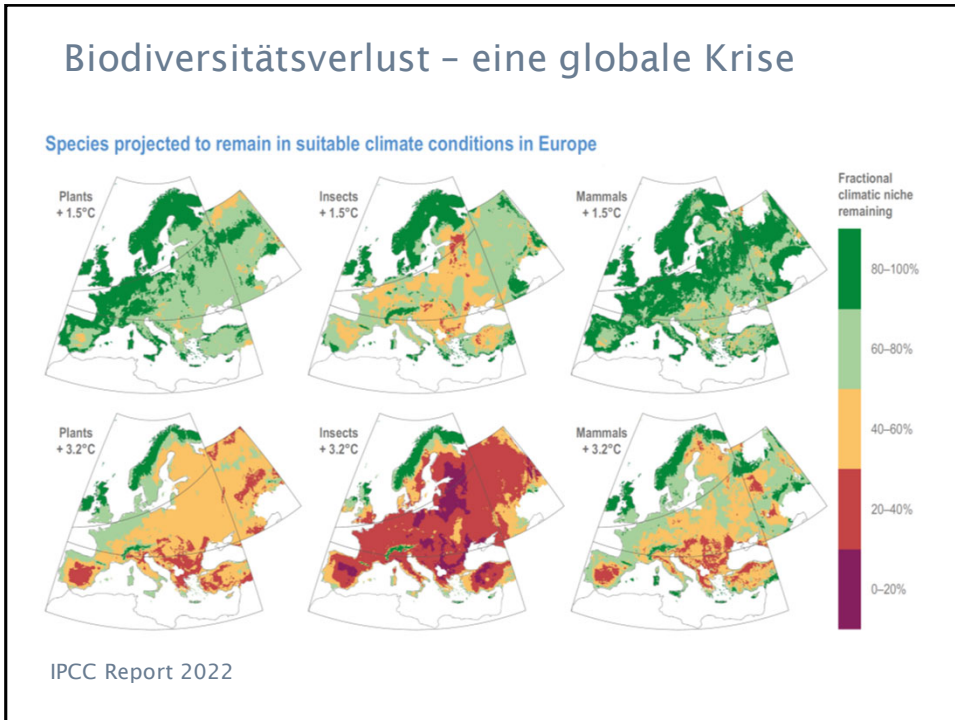 Biodiversitätsverlust – eine globale Krise
Species projected to remain in suitable climate conditions in Europe
Plants
+ 1.5°C
Insects
+ 1.5°C
Mammals
+ 1.5°C
Fractional
climatic niche
remaining
80–100%
60–80%
40–60%
20–40%
0–20%
Plants
+ 3.2°C
Insects
+ 3.2°C
Mammals
+ 3.2°C
IPCC Report 2022